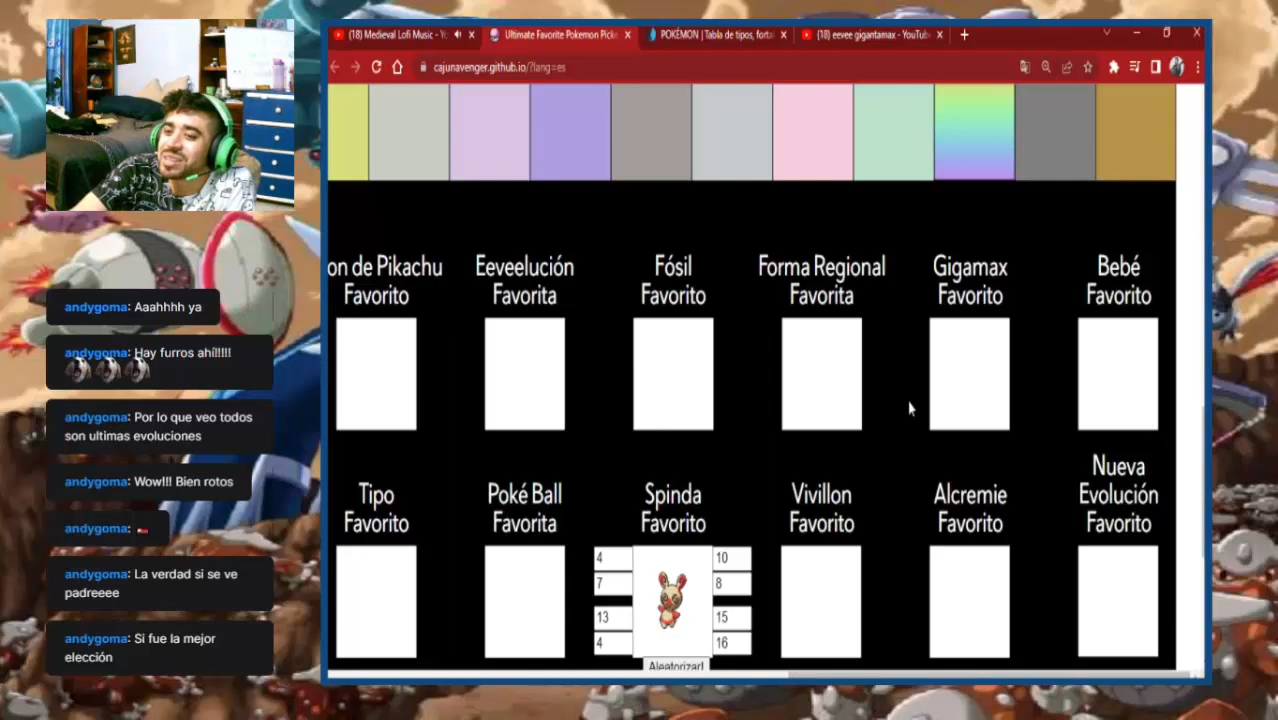 (18) Medieval Lofi Music - Yo
Ultimate Favorite Pokemon Picke
POKÉMON | Tabla de tipos, fortal
(18) eevee gigantamax - YouTube
cajunavenger.github.io/?lang=es
on de Pikachu
Favorito
Eeveelución
Favorita
Fósil
Favorito
Forma Regional
Favorita
Gigamax
Favorito
Bebé
Favorito
Tipo
Favorito
Poké Ball
Favorita
Spinda
Favorito
Vivillon
Favorito
Alcremie
Favorito
Nueva
Evolución
Favorito
4
7
13
4
10
8
15
16
Aleatorizar!
andygoma: Aaahhhh ya
andygoma: Hay furros ahí!!!!!
andygoma: Por lo que veo todos
son ultimas evoluciones
andygoma: Wow!!! Bien rotos
andygoma:
andygoma: La verdad si se ve
padreeee
andygoma: Si fue la mejor
elección